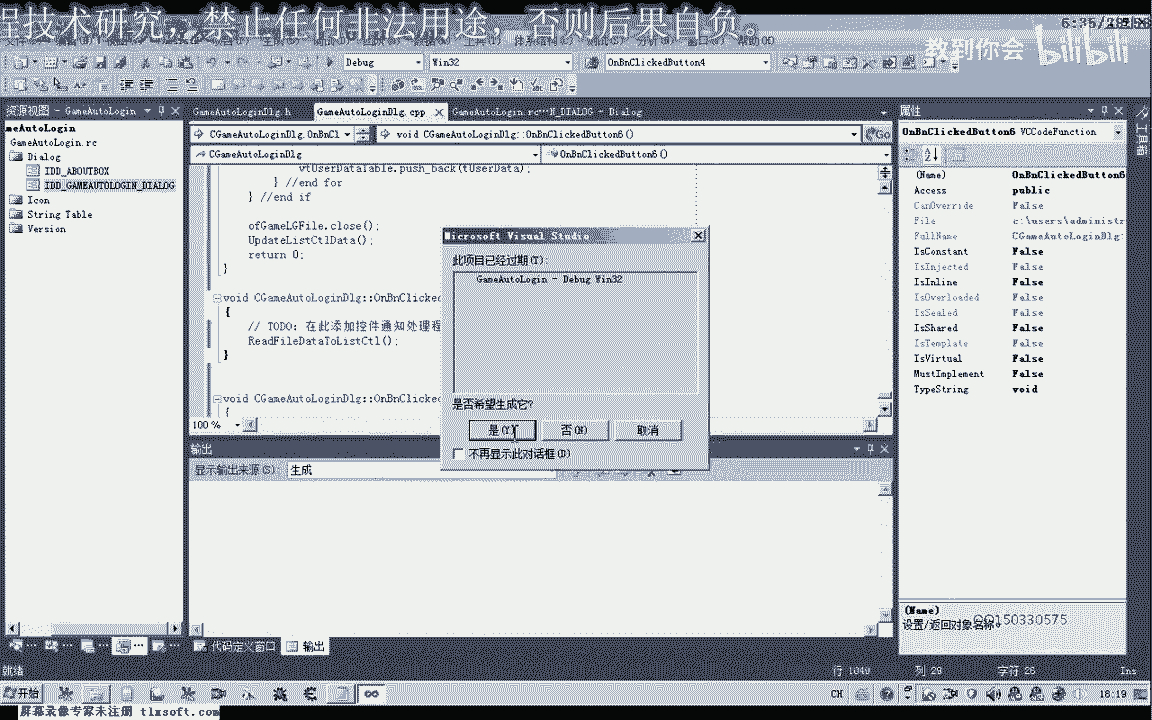 程技术研究，禁止任何非法用途，否则后果自负。
6:35/
教到你会 bilibili
Debug Win32 OnBnClickedButton4
资源视图 - GameAutoLogin
GameAutoLoginDlg.h GameAutoLoginDlg.cpp GameAutoLogin.rc...N_DIALOG - Dialog
属性
meAutoLogin
GameAutoLogin.rc
Dialog
IDD_ABOUTBOX
IDD_GAMEAUTOLOGIN_DIALOG
Icon
String Table
Version
CGameAutoLoginDlg.OnBnCl void CGameAutoLoginDlg::OnBnClickedButton6() Go
CGameAutoLoginDlg OnBnClickedButton6()
vtUserDataTable.push_back(tUserData);
} //end for
} //end if
ofGameLGFile.close();
UpdateListCtlData();
return 0;
}
void CGameAutoLoginDlg::OnBnClicked
{
// TODO: 在此添加控件通知处理程
ReadFileDataToListCtl();
}
void CGameAutoLoginDlg::OnBnClicked
{
100 %
Microsoft Visual Studio
此项目已经过期(T):
GameAutoLogin - Debug Win32
是否希望生成它?
是(Y) 否(N) 取消
不再显示此对话框(D)
输出
显示输出来源(S): 生成
代码定义窗口 输出
OnBnClickedButton6 VCCodeFunction
(Name) OnBnClickedButton6
Access public
CanOverride False
File c:\users\administr
FullName CGameAutoLoginDlg:
IsConstant False
IsInjected False
IsInline False
IsOverloaded False
IsSealed False
IsShared False
IsTemplate False
IsVirtual False
MustImplement False
TypeString void
(Name)
设置/返回对象名称。
QQ150330575
工具箱
就绪
行 1049 列 29 字符 26 Ins
开始
CH
18:19
屏幕录像专家未注册 tlxsoft.com